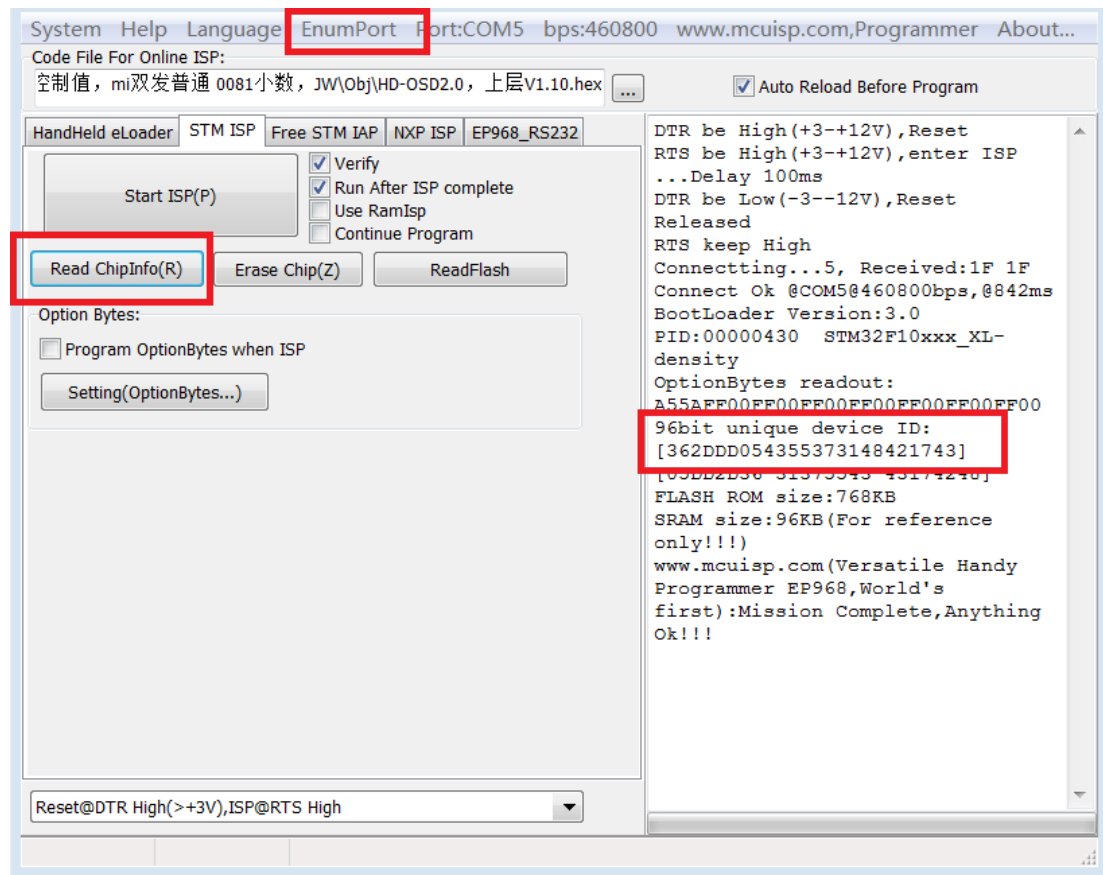 System Help Language EnumPort Port:COM5 bps:460800 www.mcuisp.com,Programmer About...
Code File For Online ISP:
空制值，mi双发普通 0081小数，JW\Obj\HD-OSD2.0，上层V1.10.hex ...
Auto Reload Before Program
HandHeld eLoader STM ISP Free STM IAP NXP ISP EP968_RS232
Start ISP(P)
Verify
Run After ISP complete
Use RamIsp
Continue Program
Read ChipInfo(R) Erase Chip(Z) ReadFlash
Option Bytes:
Program OptionBytes when ISP
Setting(OptionBytes...)
Reset@DTR High(>+3V),ISP@RTS High
DTR be High(+3-+12V),Reset
RTS be High(+3-+12V),enter ISP
...Delay 100ms
DTR be Low(-3--12V),Reset
Released
RTS keep High
Connectting...5, Received:1F 1F
Connect Ok @COM5@460800bps,@842ms
BootLoader Version:3.0
PID:00000430 STM32F10xxx_XL-
density
OptionBytes readout:
A55AFF00FF00FF00FF00FF00FF00FF00
96bit unique device ID:
[362DDD054355373148421743]
[05DD2D36 31375543 43174248]
FLASH ROM size:768KB
SRAM size:96KB(For reference
only!!!)
www.mcuisp.com(Versatile Handy
Programmer EP968,World's
first):Mission Complete,Anything
Ok!!!